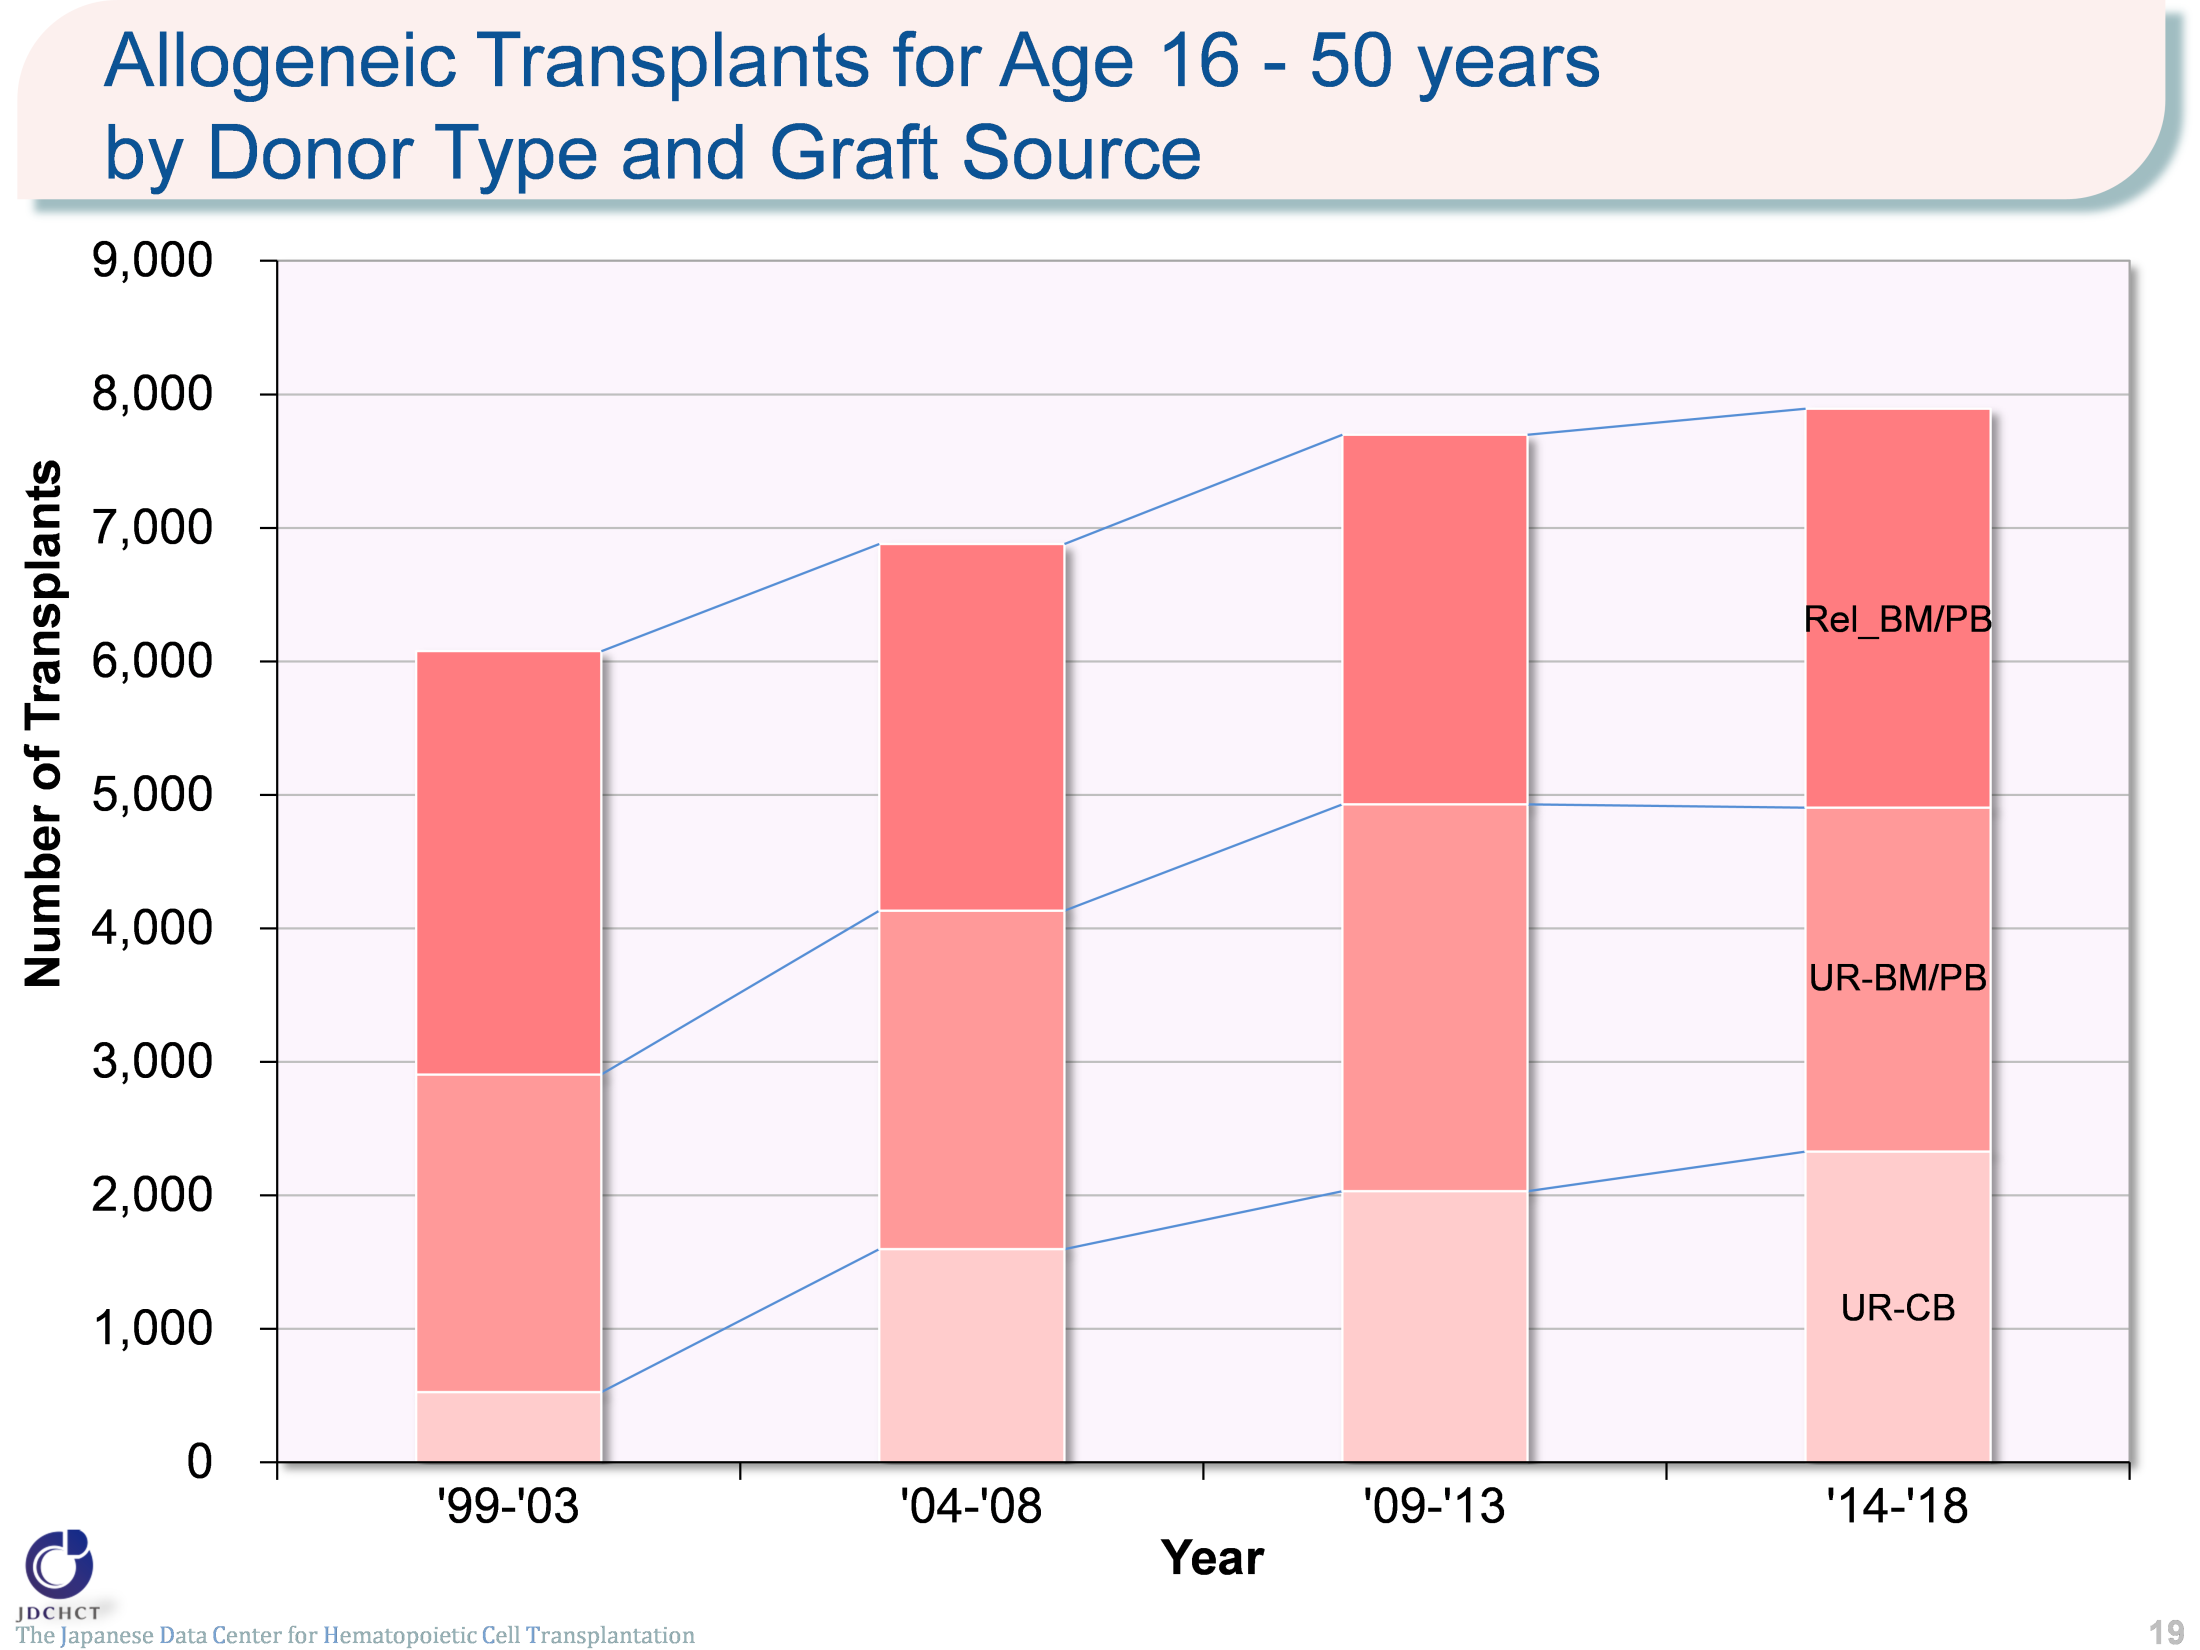 Allogeneic Transplants for Age 16 - 50 years
by Donor Type and Graft Source
Number of Transplants
9,000
8,000
7,000
6,000
5,000
4,000
3,000
2,000
1,000
0
Rel_BM/PB
UR-BM/PB
UR-CB
'99-'03 '04-'08 '09-'13 '14-'18
Year
JDCHCT
The Japanese Data Center for Hematopoietic Cell Transplantation
19